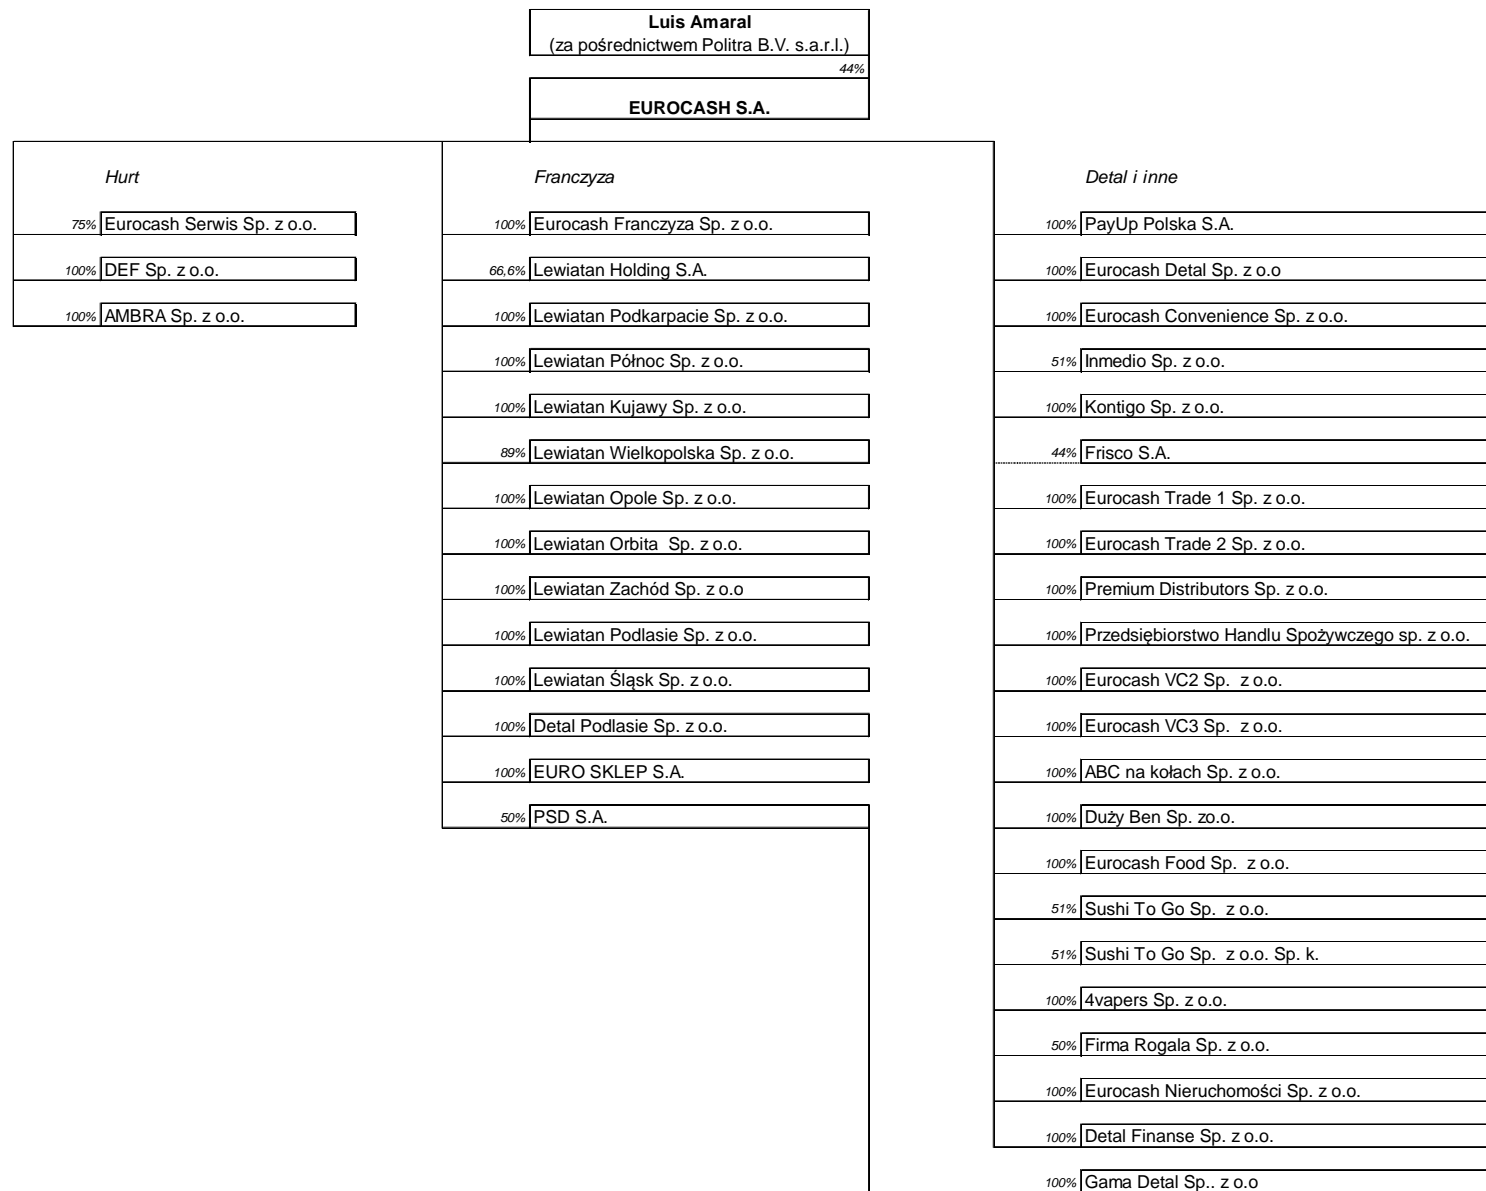 Luis Amaral
(za pośrednictwem Politra B.V. s.a.r.l.)
44%
EUROCASH S.A.
Hurt
75% Eurocash Serwis Sp. z o.o.
100% DEF Sp. z o.o.
100% AMBRA Sp. z o.o.
Franczyza
100% Eurocash Franczyza Sp. z o.o.
66,6% Lewiatan Holding S.A.
100% Lewiatan Podkarpacie Sp. z o.o.
100% Lewiatan Północ Sp. z o.o.
100% Lewiatan Kujawy Sp. z o.o.
89% Lewiatan Wielkopolska Sp. z o.o.
100% Lewiatan Opole Sp. z o.o.
100% Lewiatan Orbita Sp. z o.o.
100% Lewiatan Zachód Sp. z o.o
100% Lewiatan Podlasie Sp. z o.o.
100% Lewiatan Śląsk Sp. z o.o.
100% Detal Podlasie Sp. z o.o.
100% EURO SKLEP S.A.
50% PSD S.A.
Detal i inne
100% PayUp Polska S.A.
100% Eurocash Detal Sp. z o.o
100% Eurocash Convenience Sp. z o.o.
51% Inmedio Sp. z o.o.
100% Kontigo Sp. z o.o.
44% Frisco S.A.
100% Eurocash Trade 1 Sp. z o.o.
100% Eurocash Trade 2 Sp. z o.o.
100% Premium Distributors Sp. z o.o.
100% Przedsiębiorstwo Handlu Spożywczego sp. z o.o.
100% Eurocash VC2 Sp. z o.o.
100% Eurocash VC3 Sp. z o.o.
100% ABC na kołach Sp. z o.o.
100% Duży Ben Sp. zo.o.
100% Eurocash Food Sp. z o.o.
51% Sushi To Go Sp. z o.o.
51% Sushi To Go Sp. z o.o. Sp. k.
100% 4vapers Sp. z o.o.
50% Firma Rogala Sp. z o.o.
100% Eurocash Nieruchomości Sp. z o.o.
100% Detal Finanse Sp. z o.o.
100% Gama Detal Sp.. z o.o